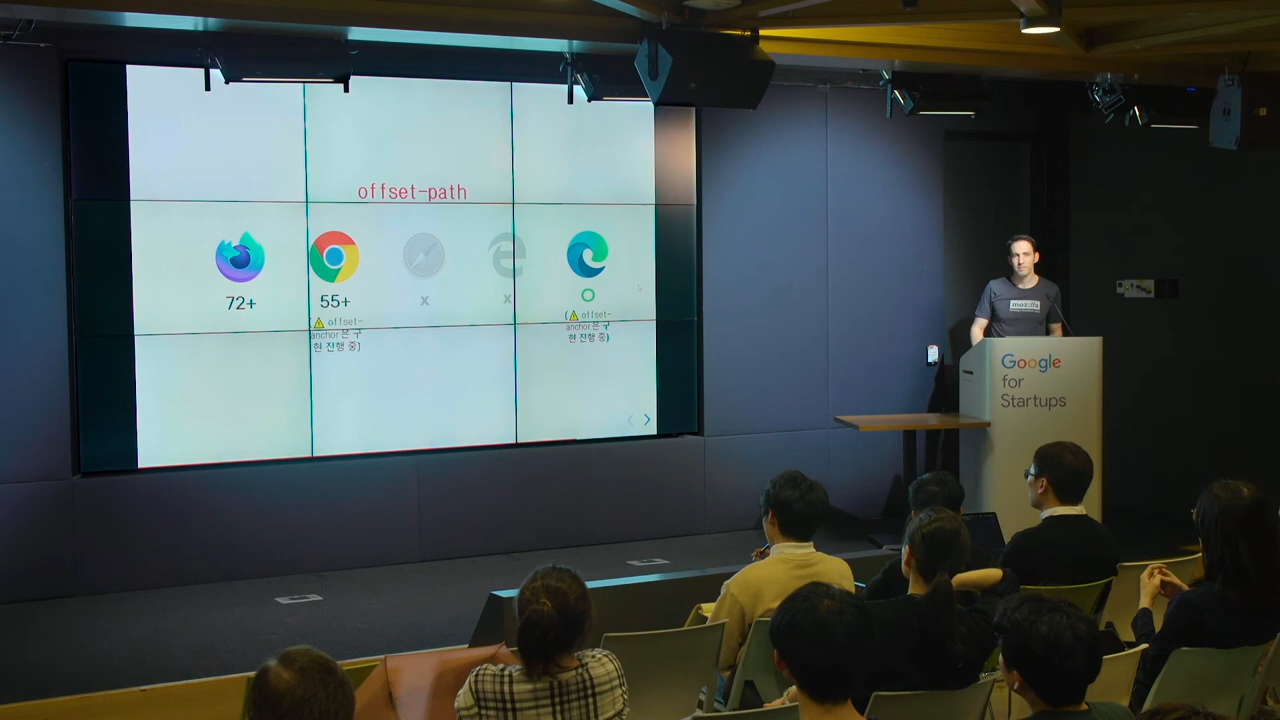 offset-path
72+
55+
x
x
⚠ offset-
anchor은 구
현 진행 중)
(⚠ offset-
anchor은 구
현 진행 중)
mozilla
Google
for
Startups